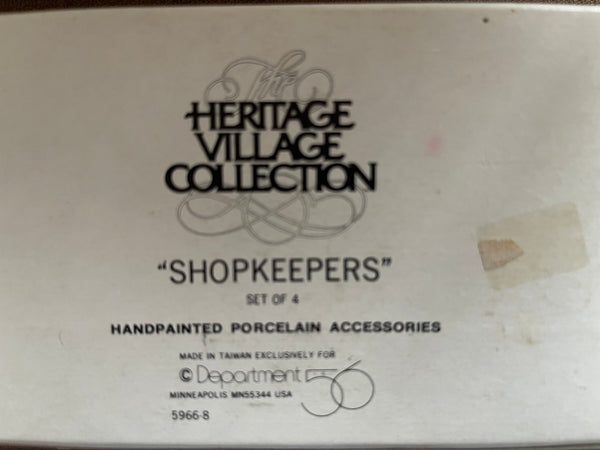 The
HERITAGE
VILLAGE
COLLECTION
"SHOPKEEPERS"
SET OF 4
HANDPAINTED PORCELAIN ACCESSORIES
MADE IN TAIWAN EXCLUSIVELY FOR
© Department 56
MINNEAPOLIS MN55344 USA
5966-8